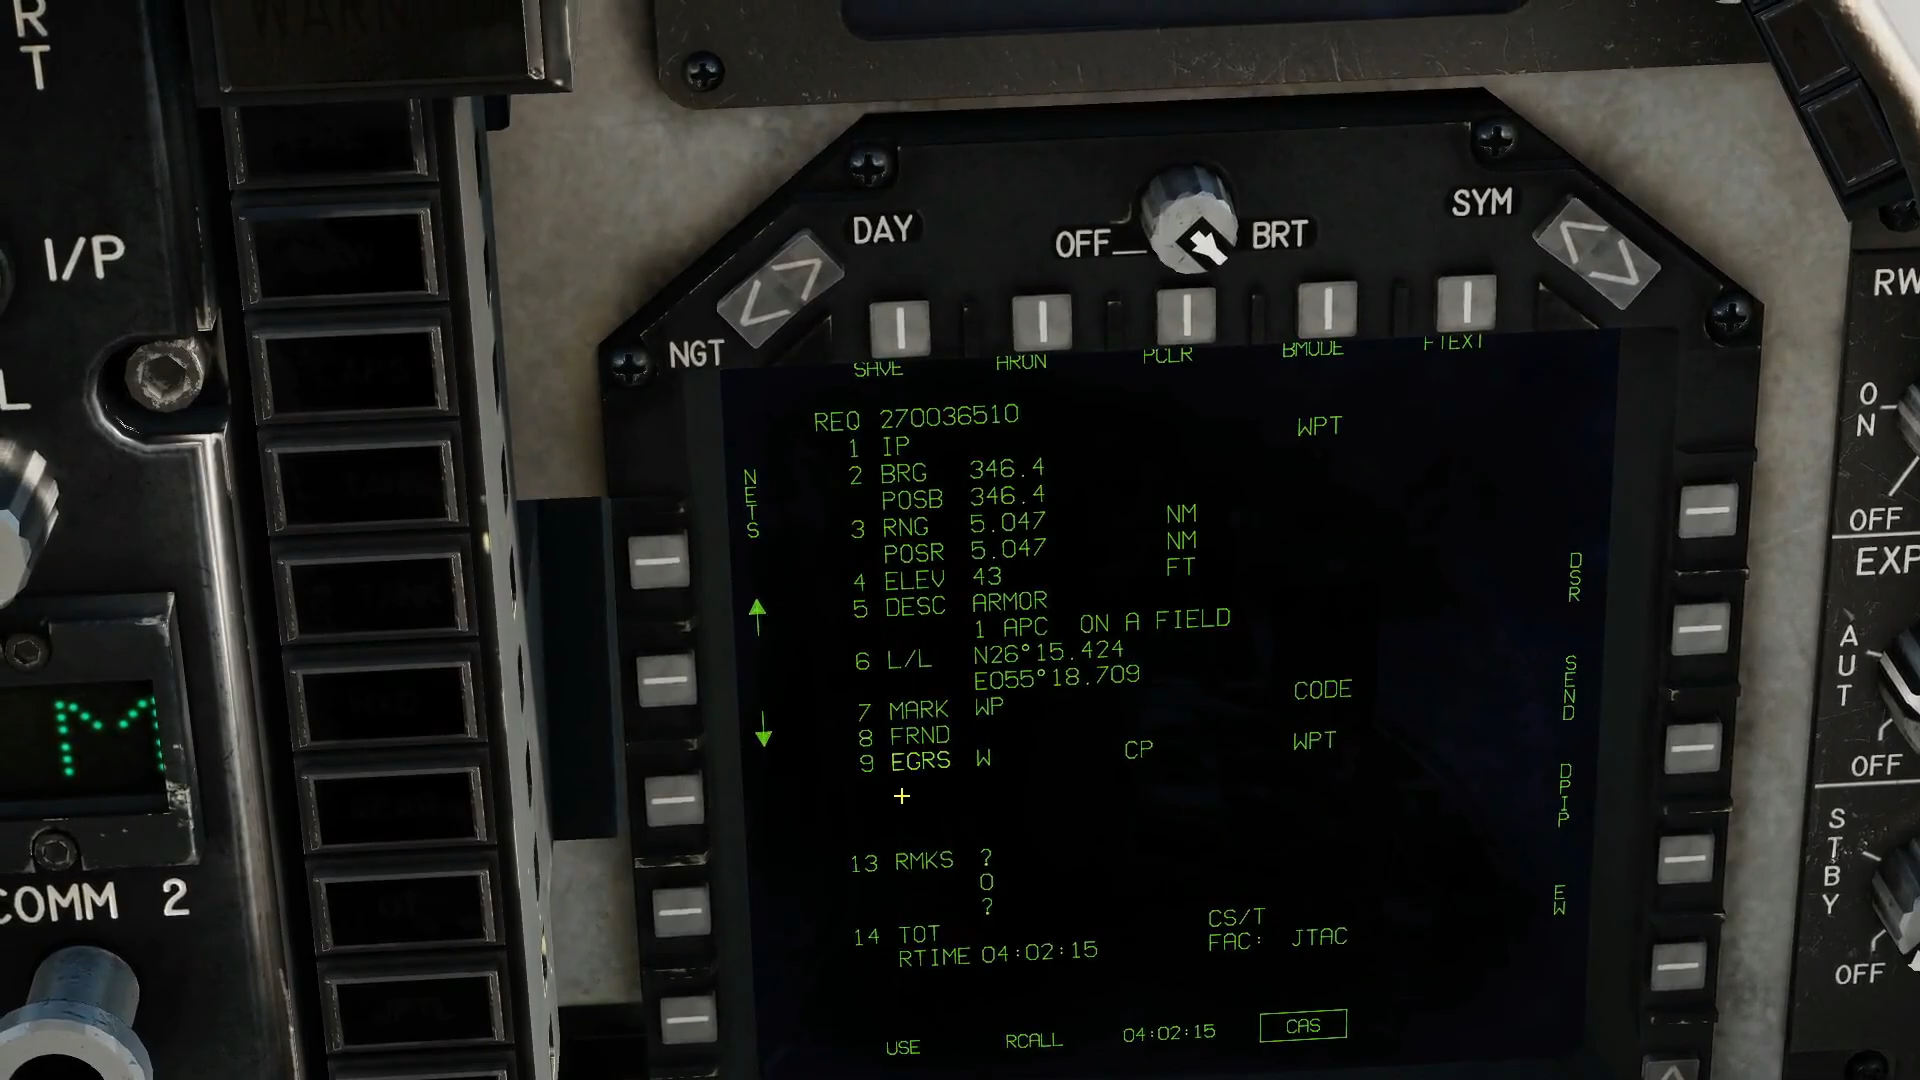 R
T
WARN
I/P
L
M
COMM 2
DAY
OFF
BRT
SYM
NGT
SAVE ARQN PCLR BMODE FTEXT
REQ 270036510
WPT
1 IP
2 BRG 346.4
POSB 346.4
3 RNG 5.047 NM
POSR 5.047 NM
4 ELEV 43 FT
5 DESC ARMOR
1 APC ON A FIELD
6 L/L N26°15.424
E055°18.709
CODE
7 MARK WP
8 FRND
9 EGRS W CP WPT
13 RMKS ?
0
?
14 TOT
CS/T
RTIME 04:02:15
FAC: JTAC
USE RCALL 04:02:15 CAS
NETS
DSR
SEND
DPIP
EW
RW
ON
OFF
EXP
AUT
OFF
STBY
OFF